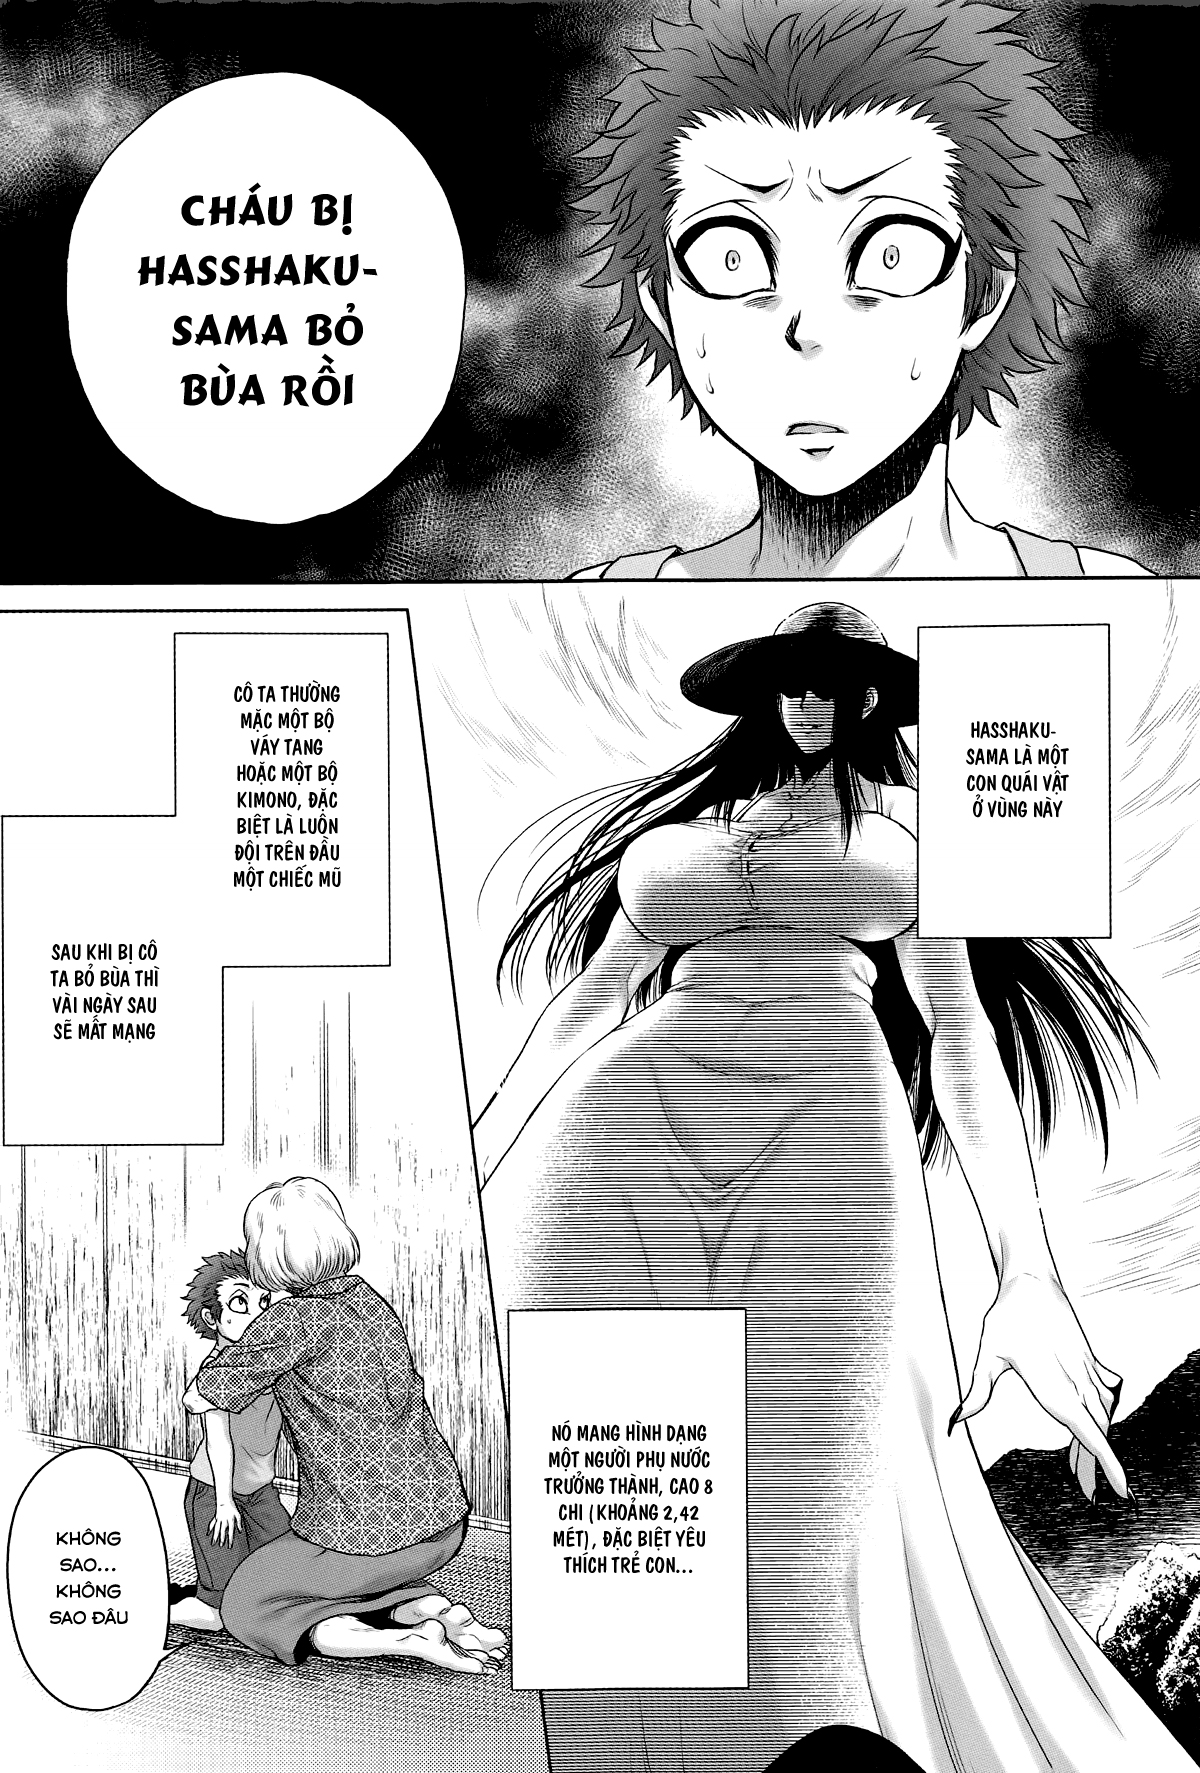 CHÁU BỊ
HASSHAKU-
SAMA BỎ
BÙA RỒI
HASSHAKU-
SAMA LÀ MỘT
CON QUÁI VẬT
Ở VÙNG NÀY
NÓ MANG HÌNH DẠNG
MỘT NGƯỜI PHỤ NƯỚC
TRƯỞNG THÀNH, CAO 8
CHI (KHOẢNG 2,42
MÉT), ĐẶC BIỆT YÊU
THÍCH TRẺ CON...
CÔ TA THƯỜNG
MẶC MỘT BỘ
VÁY TANG
HOẶC MỘT BỘ
KIMONO, ĐẶC
BIỆT LÀ LUÔN
ĐỘI TRÊN ĐẦU
MỘT CHIẾC MŨ
SAU KHI BỊ CÔ
TA BỎ BÙA THÌ
VÀI NGÀY SAU
SẼ MẤT MẠNG
KHÔNG
SAO...
KHÔNG
SAO ĐÂU